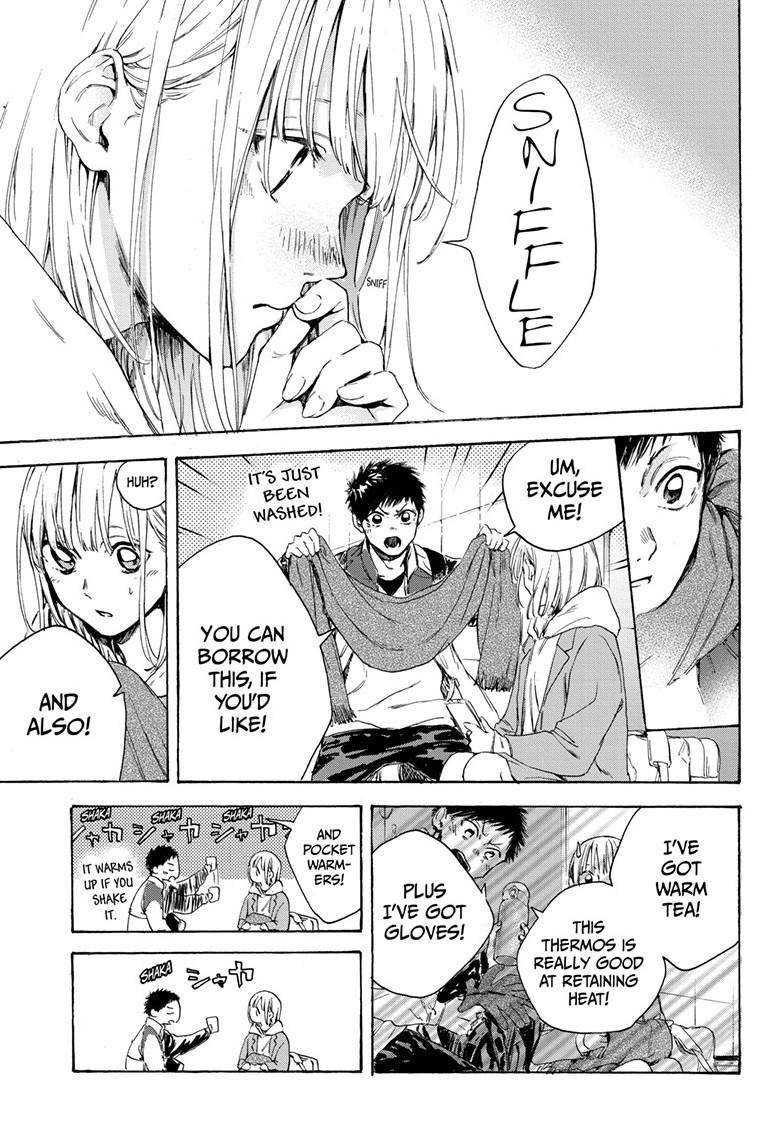 SNIFFLE
SNIFF
UM,
EXCUSE
ME!
IT'S JUST
BEEN
WASHED!
YOU CAN
BORROW
THIS, IF
YOU'D
LIKE!
HUH?
AND
ALSO!
I'VE
GOT
WARM
TEA!
THIS
THERMOS IS
REALLY GOOD
AT RETAINING
HEAT!
PLUS
I'VE GOT
GLOVES!
AND
POCKET
WARM-
ERS!
SHAKA SHAKA SHAKA
シャカシャカシャカ
IT WARMS
UP IF YOU
SHAKE
IT.
SHAKA
シャカ